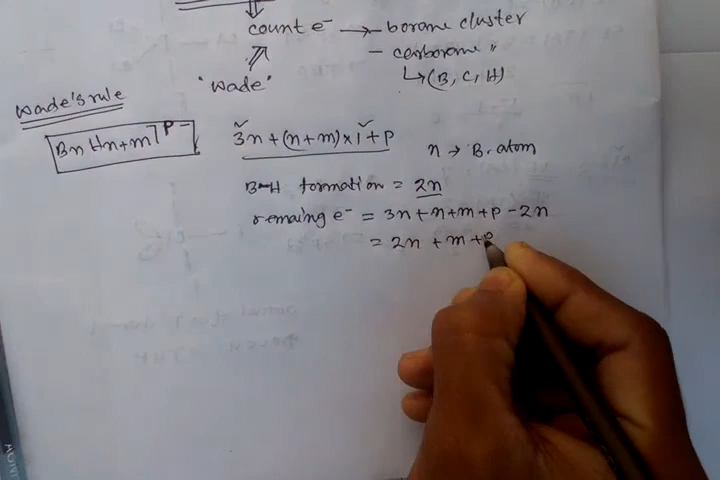 count e⁻ → - borane cluster
- carborane "
↳ (B, C, H)
"Wade"
Wade's rule
[BnHn+m]ᵖ⁻
3n + (n+m) × 1 + p
n → B. atom
B-H formation = 2n
remaing e⁻ = 3n + n + m + p - 2n
= 2n + m + p